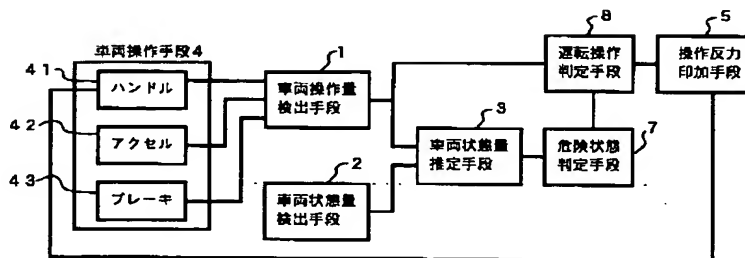 車両操作手段4
41
ハンドル
42
アクセル
43
ブレーキ
1
車両操作量
検出手段
2
車両状態量
検出手段
3
車両状態量
推定手段
8
運転操作
判定手段
7
危険状態
判定手段
5
操作反力
印加手段